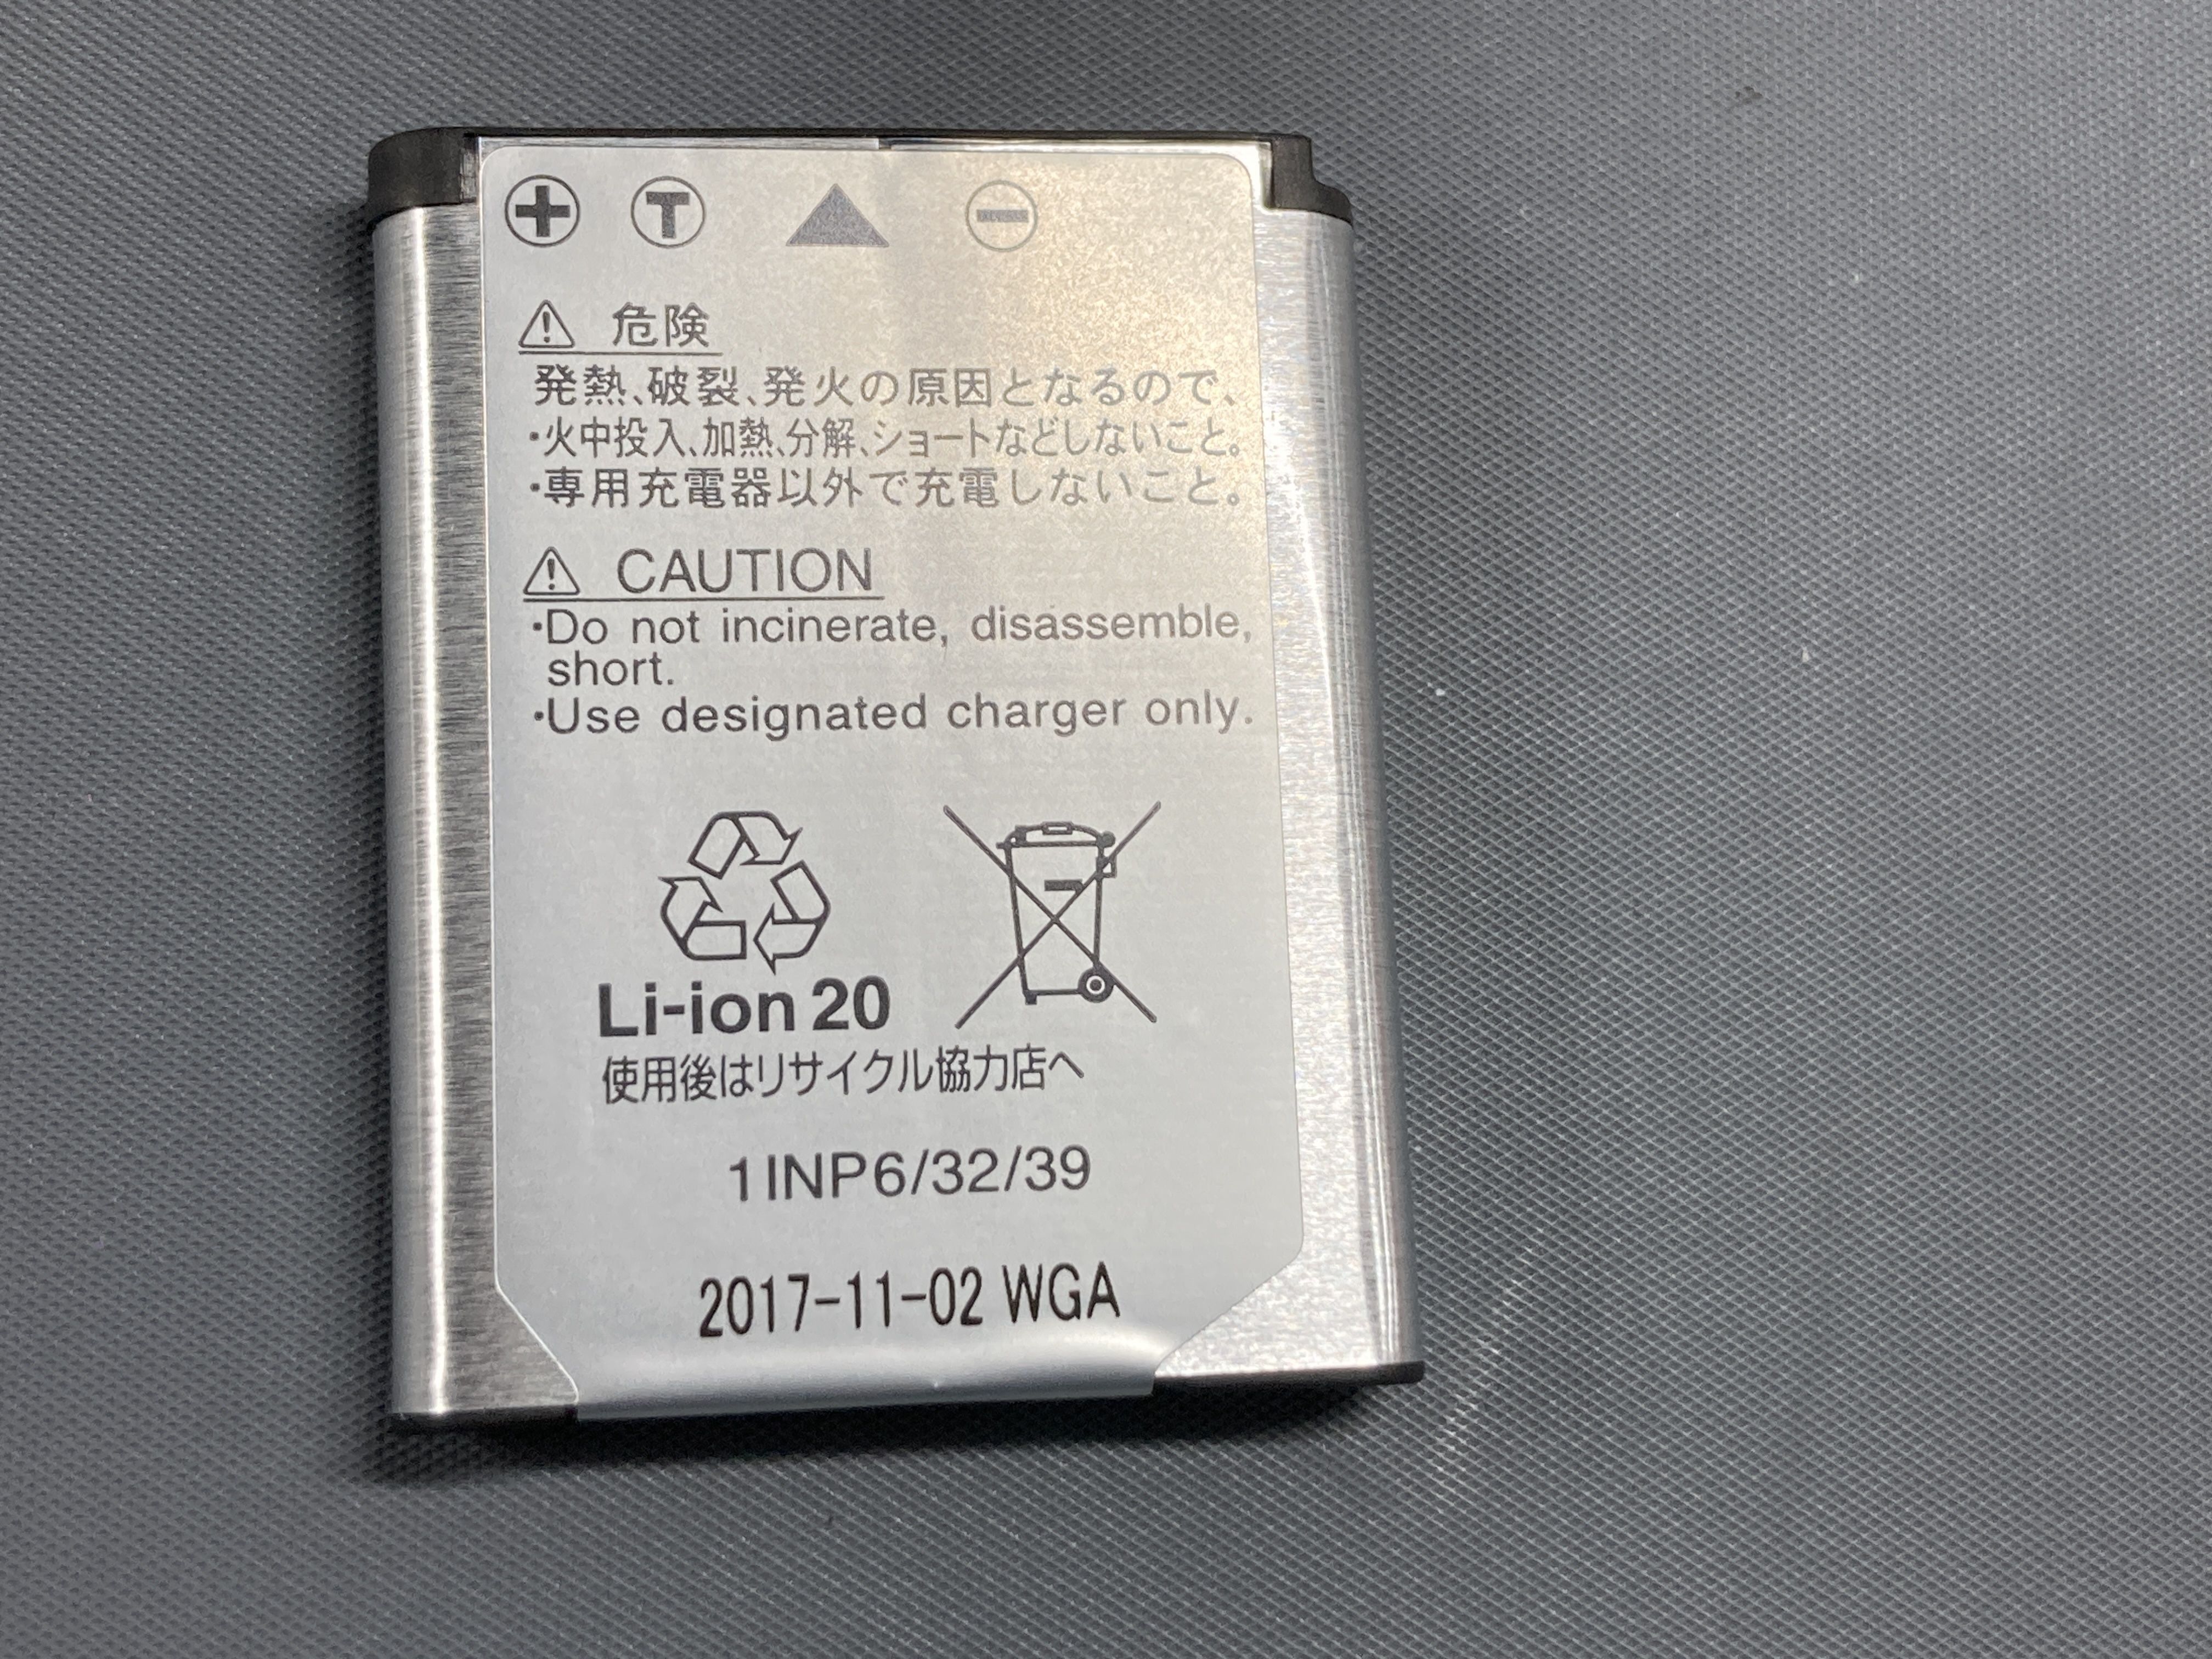 + T ▲ −
⚠ 危険
発熱、破裂、発火の原因となるので、
・火中投入、加熱、分解、ショートなどしないこと。
・専用充電器以外で充電しないこと。
⚠ CAUTION
・Do not incinerate, disassemble,
short.
・Use designated charger only.
Li-ion 20
使用後はリサイクル協力店へ
1INP6/32/39
2017-11-02 WGA